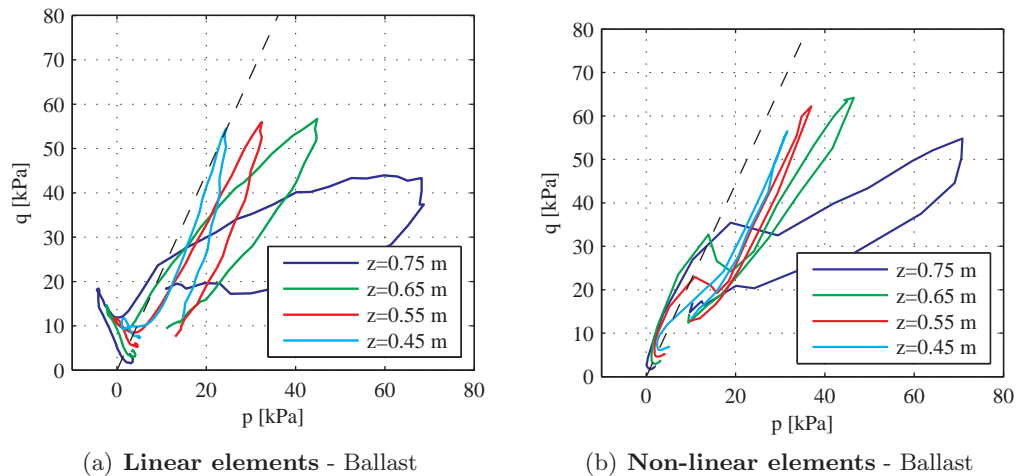 80
70
60
50
40
30
20
10
0
q [kPa]
0 20 40 60 80
p [kPa]
z=0.75 m
z=0.65 m
z=0.55 m
z=0.45 m
(a) Linear elements - Ballast
80
70
60
50
40
30
20
10
0
q [kPa]
0 20 40 60 80
p [kPa]
z=0.75 m
z=0.65 m
z=0.55 m
z=0.45 m
(b) Non-linear elements - Ballast